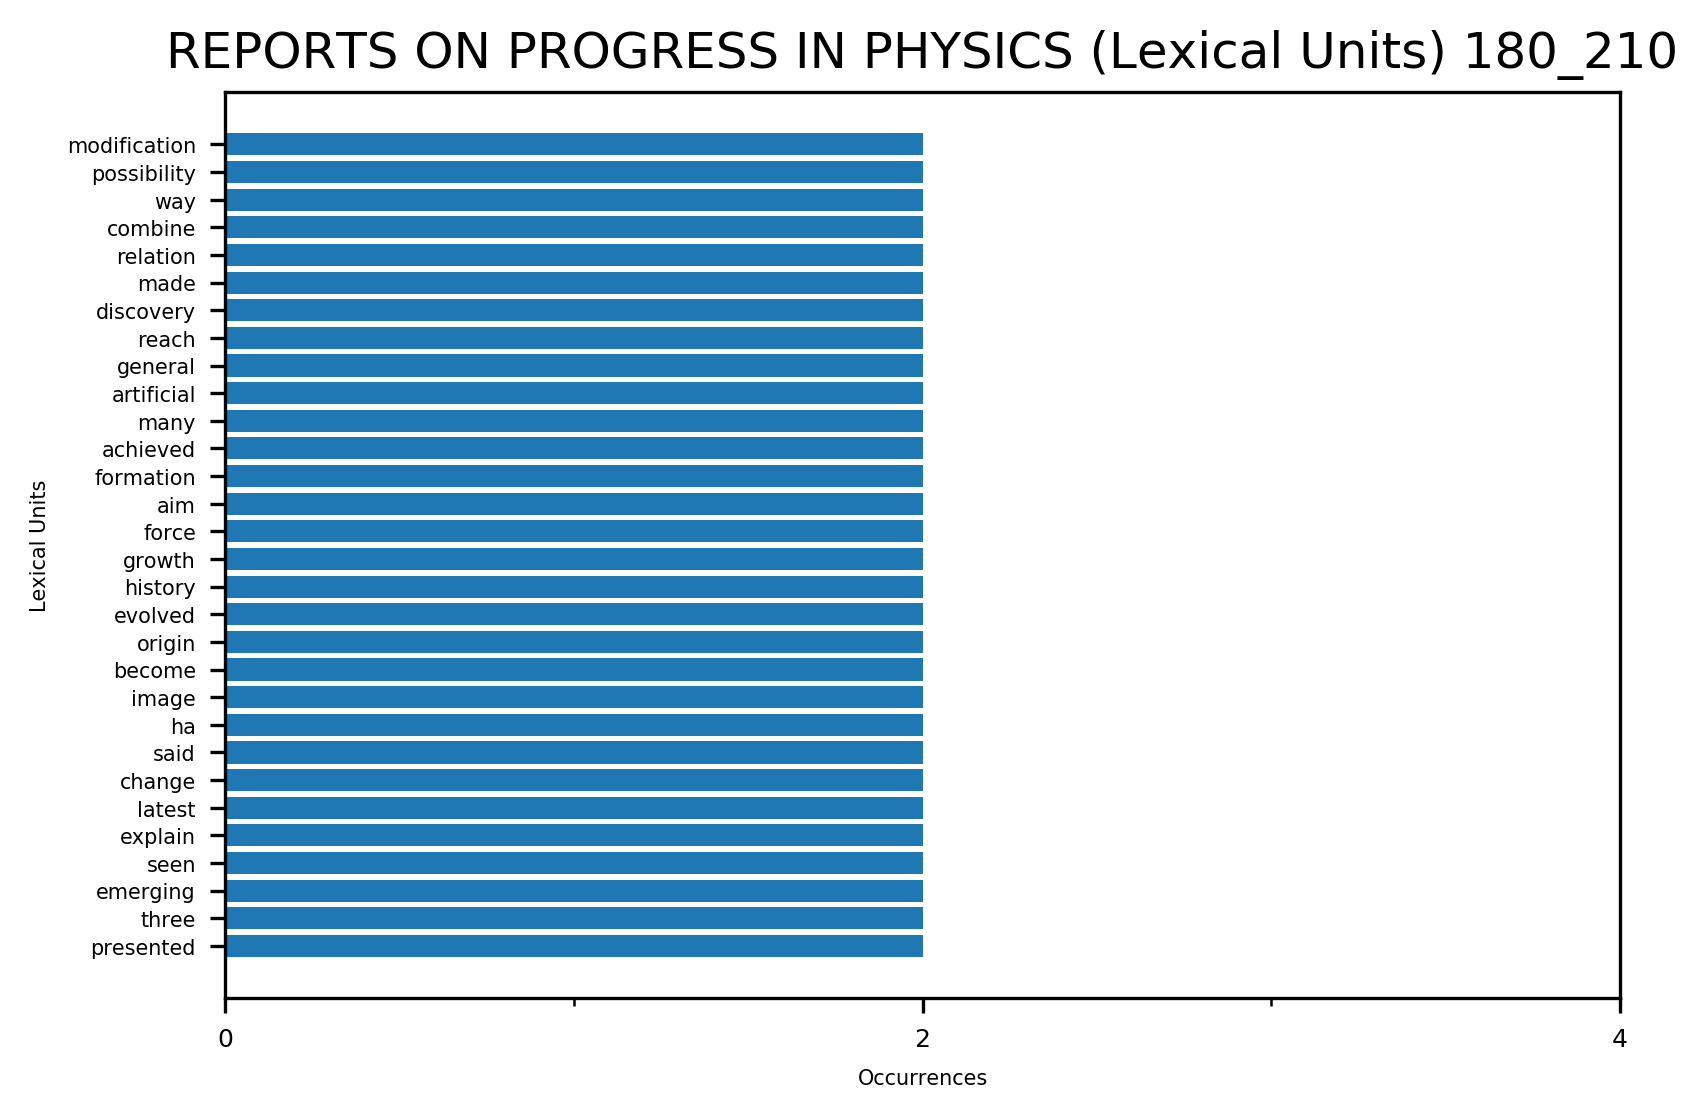 REPORTS ON PROGRESS IN PHYSICS (Lexical Units) 180_210
modification
possibility
way
combine
relation
made
discovery
reach
general
artificial
many
achieved
formation
aim
force
growth
history
evolved
origin
become
image
ha
said
change
latest
explain
seen
emerging
three
presented
Lexical Units
0 2 4
Occurrences